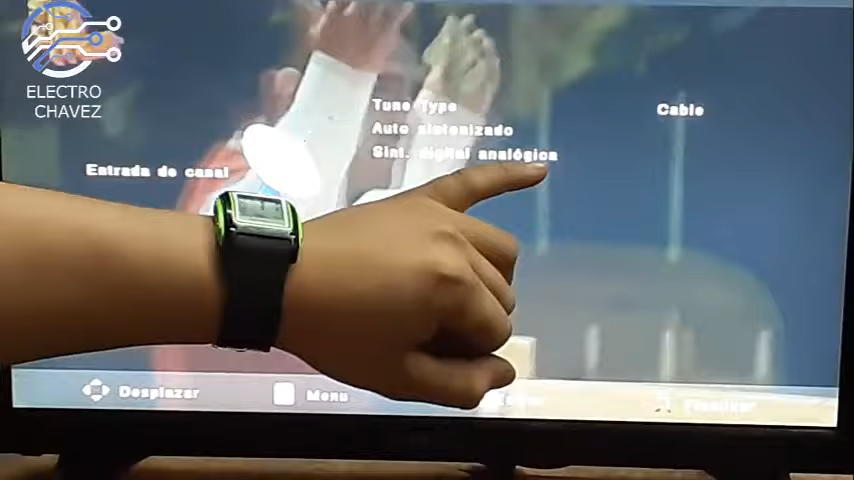 ELECTRO
CHAVEZ
Tune Type
Cable
Auto sintonizado
Sint. digital analógica
Entrada de canal
Desplazar
Menu